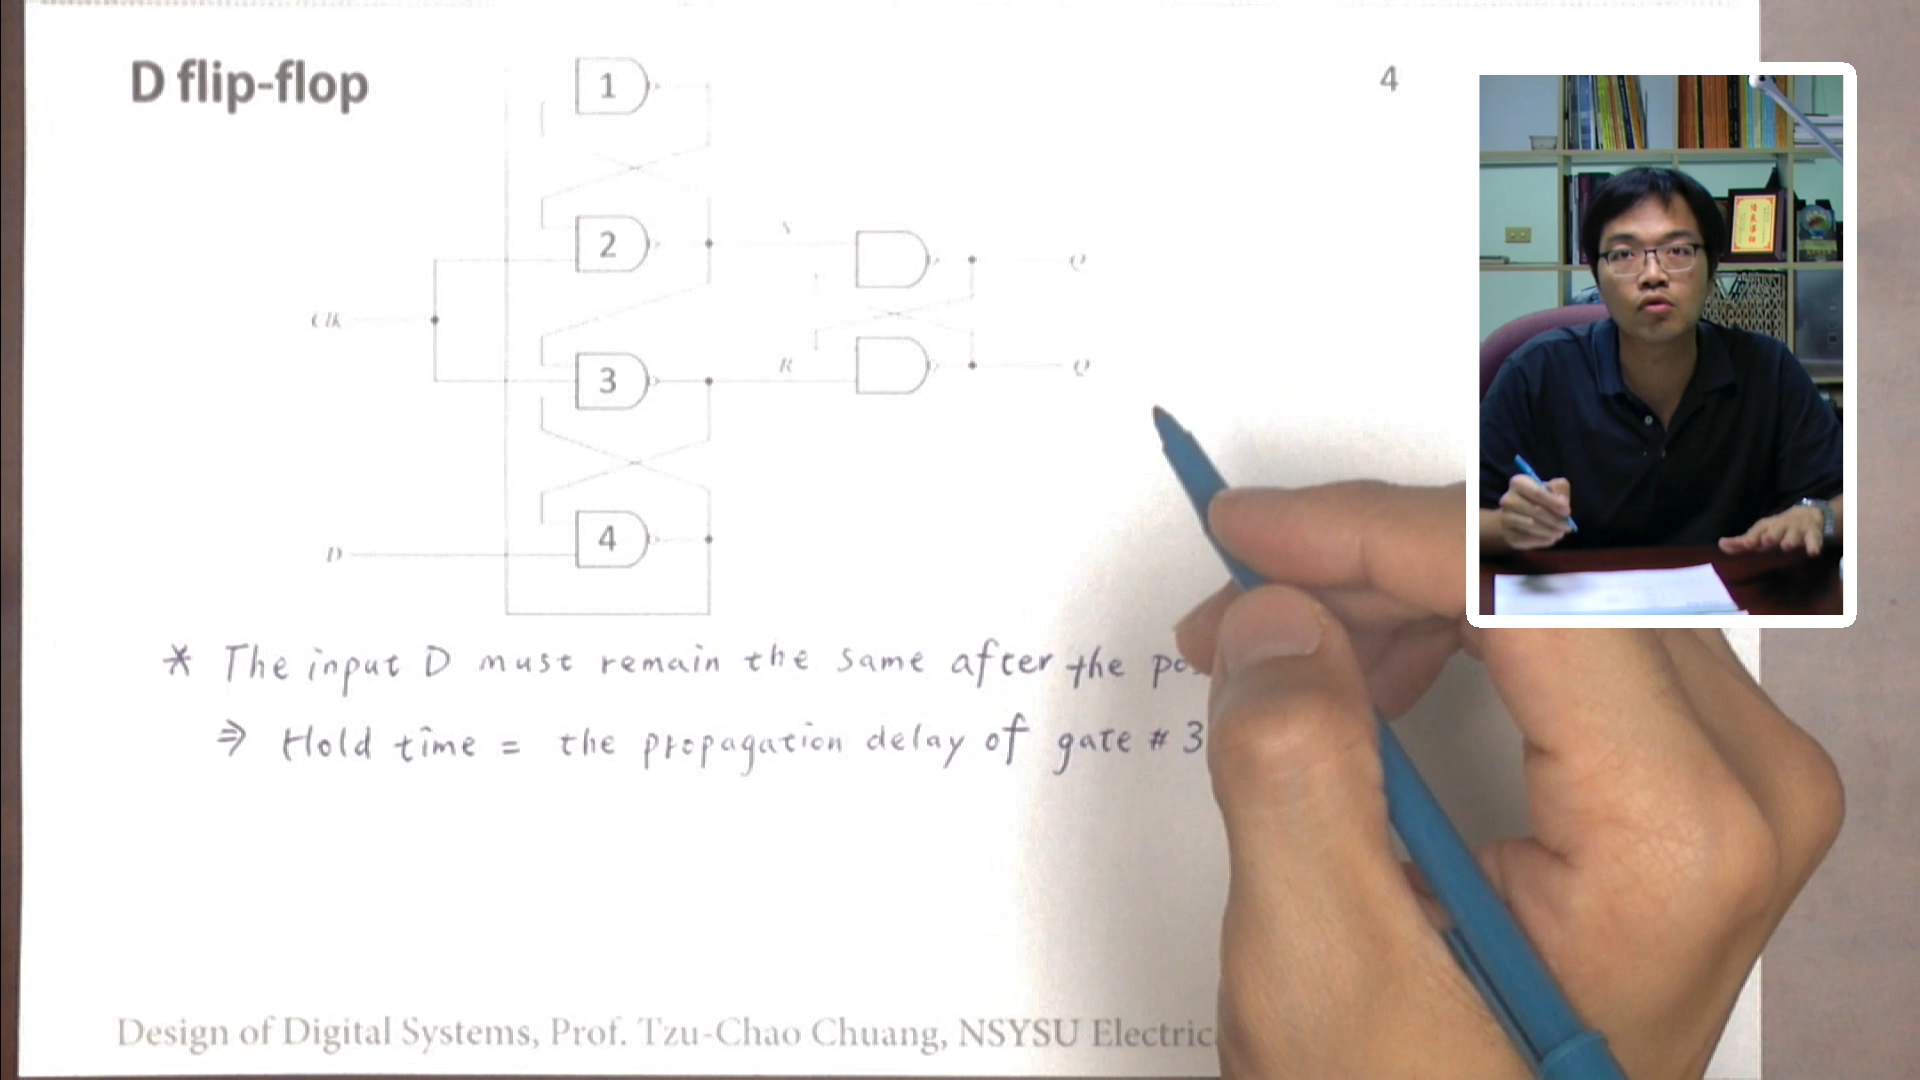 D flip-flop
4
1
2
S
Q
Clk
3
R
Q
4
D
* The input D must remain the same after the
⇒ Hold time = the propagation delay of gate # 3
Design of Digital Systems, Prof. Tzu-Chao Chuang, NSYSU